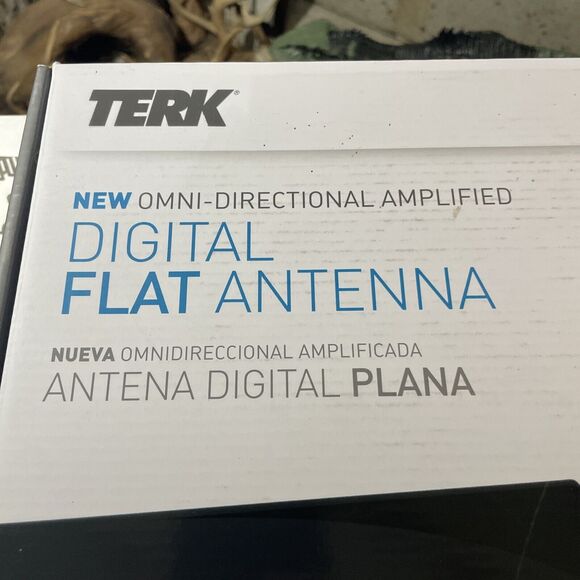 TERK®
NEW OMNI-DIRECTIONAL AMPLIFIED
DIGITAL
FLAT ANTENNA
NUEVA OMNIDIRECCIONAL AMPLIFICADA
ANTENA DIGITAL PLANA